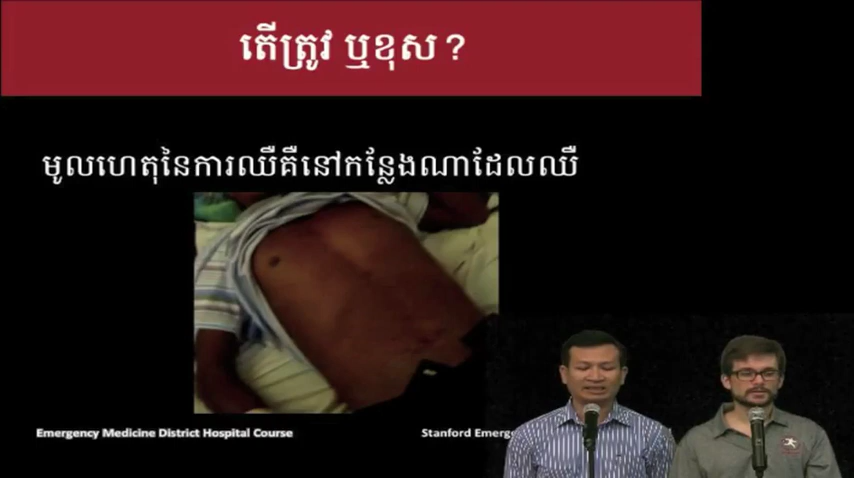 តើត្រូវ ឬខុស?
មូលហេតុនៃការឈឺគឺនៅកន្លែងណាដែលឈឺ
Emergency Medicine District Hospital Course
Stanford